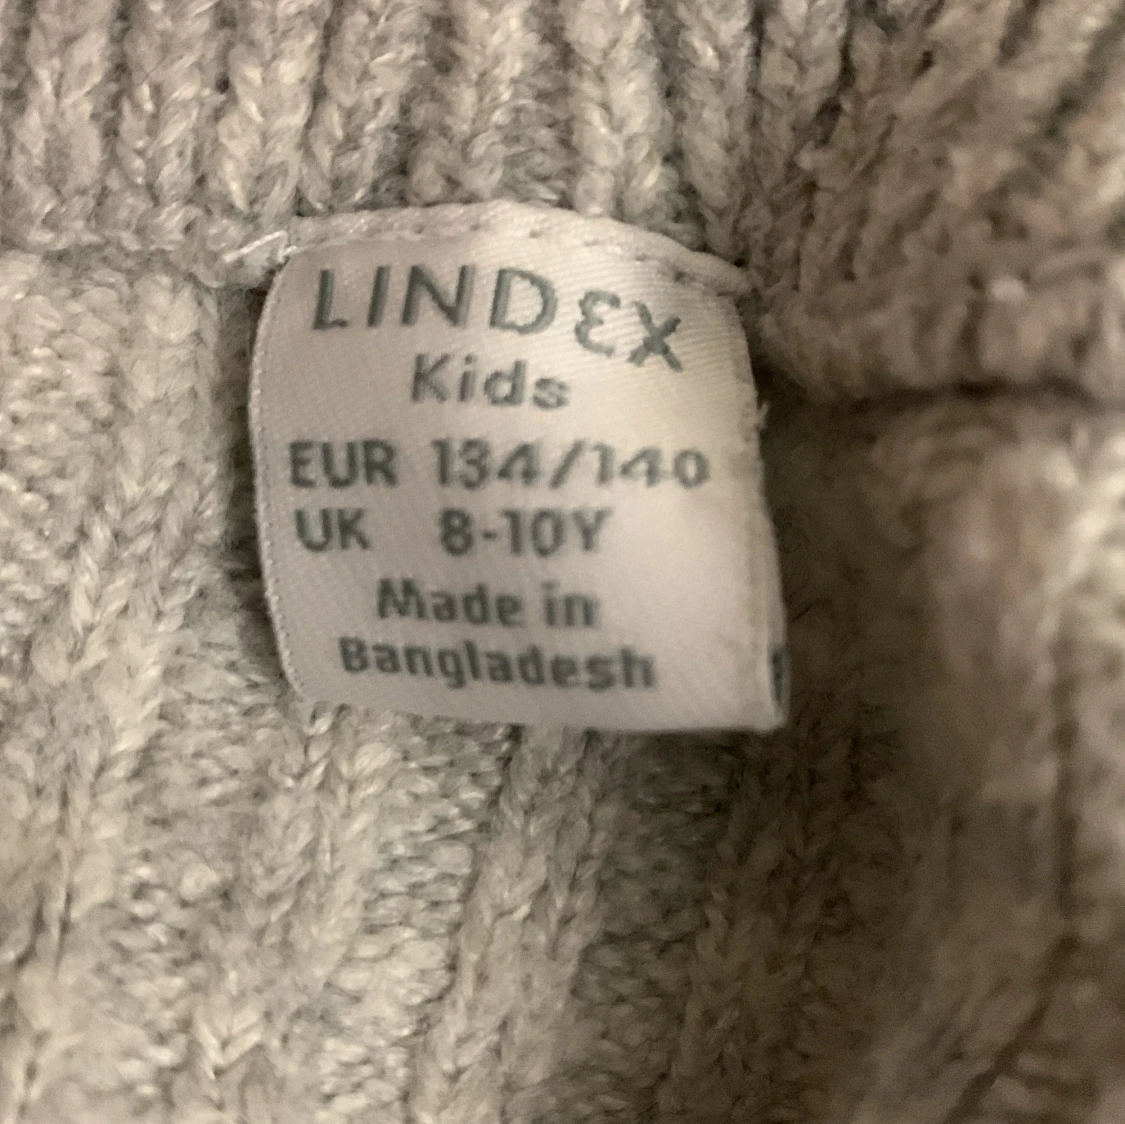 LINDEX
Kids
EUR 134/140
UK 8-10Y
Made in
Bangladesh